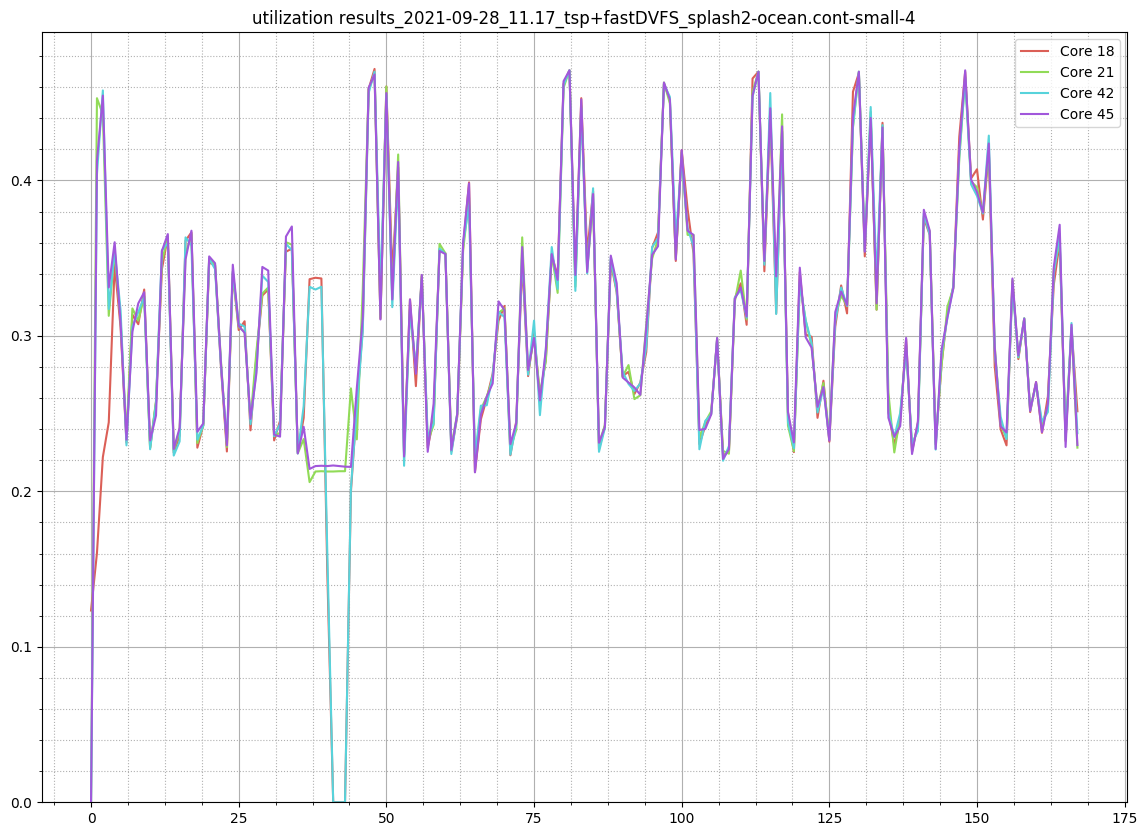 utilization results_2021-09-28_11.17_tsp+fastDVFS_splash2-ocean.cont-small-4
Core 18
Core 21
Core 42
Core 45
0.4
0.3
0.2
0.1
0.0
0 25 50 75 100 125 150 175